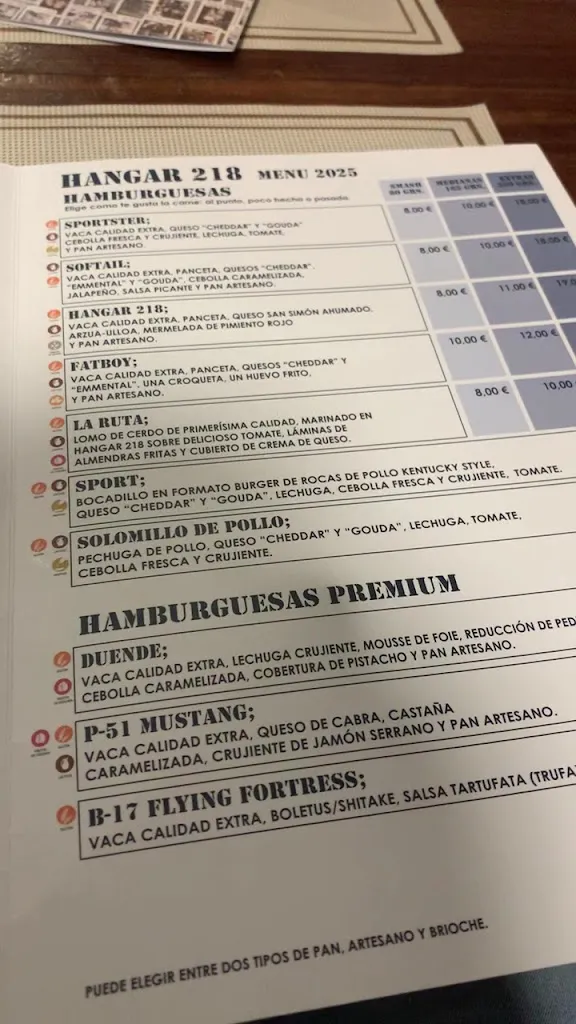 HANGAR 218 MENU 2025
HAMBURGUESAS
Elige como te gusta la carne: al punto, poco hecha o pasada
SMASH MEDIANAS EXTRAS
SPORTSTER; 8,00 € 10,00 €
VACA CALIDAD EXTRA, QUESO "CHEDDAR" Y "GOUDA"
CEBOLLA FRESCA Y CRUJIENTE, LECHUGA, TOMATE,
Y PAN ARTESANO.
SOFTAIL; 8,00 € 10,00 €
VACA CALIDAD EXTRA, PANCETA, QUESOS "CHEDDAR".
"EMMENTAL" Y "GOUDA", CEBOLLA CARAMELIZADA,
JALAPEÑO, SALSA PICANTE Y PAN ARTESANO.
HANGAR 218; 8,00 € 11,00 €
VACA CALIDAD EXTRA, PANCETA, QUESO SAN SIMÓN AHUMADO,
ARZUA-ULLOA, MERMELADA DE PIMIENTO ROJO
Y PAN ARTESANO.
FATBOY; 10,00 € 12,00 €
VACA CALIDAD EXTRA, PANCETA, QUESOS "CHEDDAR" Y
"EMMENTAL". UNA CROQUETA, UN HUEVO FRITO,
Y PAN ARTESANO.
LA RUTA; 8,00 € 10,00
LOMO DE CERDO DE PRIMERÍSIMA CALIDAD, MARINADO EN
HANGAR 218 SOBRE DELICIOSO TOMATE, LÁMINAS DE
ALMENDRAS FRITAS Y CUBIERTO DE CREMA DE QUESO.
SPORT;
BOCADILLO EN FORMATO BURGER DE ROCAS DE POLLO KENTUCKY STYLE,
QUESO "CHEDDAR" Y "GOUDA". LECHUGA, CEBOLLA FRESCA Y CRUJIENTE, TOMATE.
SOLOMILLO DE POLLO;
PECHUGA DE POLLO, QUESO "CHEDDAR" Y "GOUDA", LECHUGA, TOMATE,
CEBOLLA FRESCA Y CRUJIENTE.
HAMBURGUESAS PREMIUM
DUENDE;
VACA CALIDAD EXTRA, LECHUGA CRUJIENTE, MOUSSE DE FOIE, REDUCCIÓN DE PED
CEBOLLA CARAMELIZADA, COBERTURA DE PISTACHO Y PAN ARTESANO.
P-51 MUSTANG;
VACA CALIDAD EXTRA, QUESO DE CABRA, CASTAÑA
CARAMELIZADA, CRUJIENTE DE JAMÓN SERRANO Y PAN ARTESANO.
B-17 FLYING FORTRESS;
VACA CALIDAD EXTRA, BOLETUS/SHITAKE, SALSA TARTUFATA (TRUFA
PUEDE ELEGIR ENTRE DOS TIPOS DE PAN, ARTESANO Y BRIOCHE.